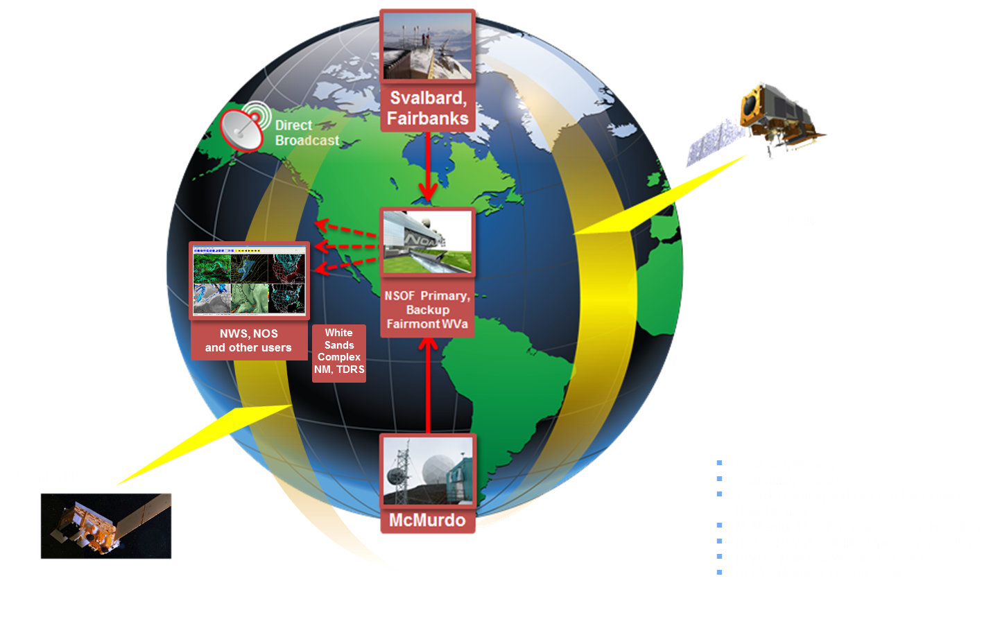 Svalbard,
Fairbanks
Direct
Broadcast
NOAA
NSOF Primary,
Backup
Fairmont WVa
NWS, NOS
and other users
White
Sands
Complex
NM, TDRS
McMurdo